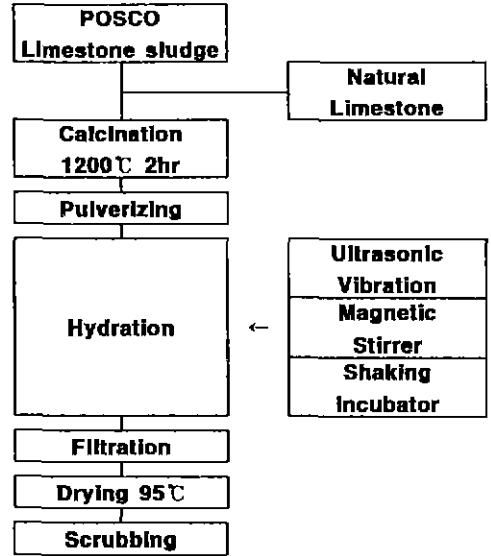 POSCO
Limestone sludge
Natural
Limestone
Calcination
1200℃ 2hr
Pulverizing
Hydration
←
Ultrasonic
Vibration
Magnetic
Stirrer
Shaking
Incubator
Filtration
Drying 95℃
Scrubbing